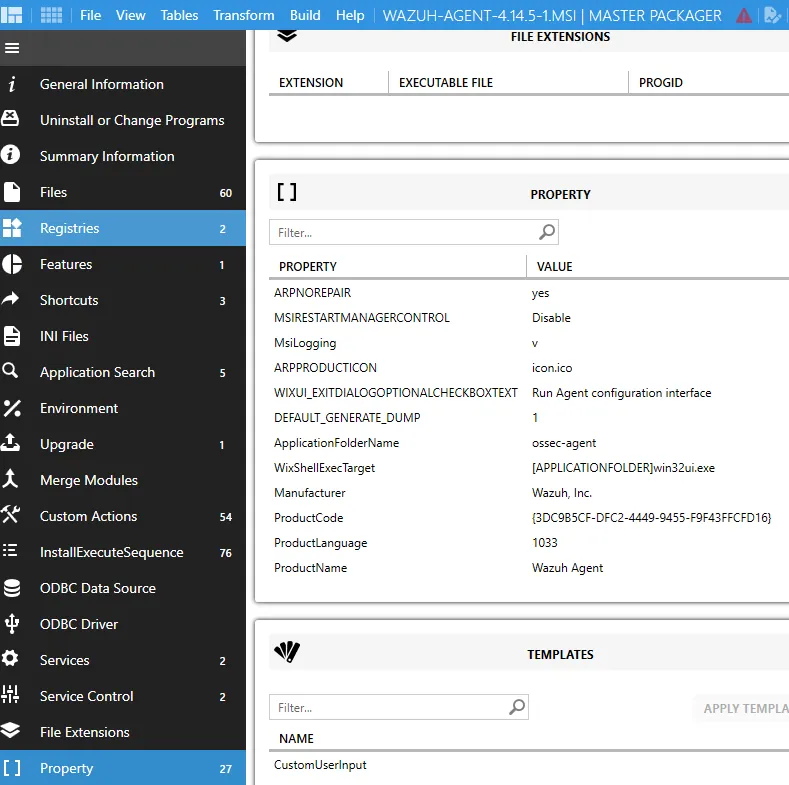 File View Tables Transform Build Help WAZUH-AGENT-4.14.5-1.MSI | MASTER PACKAGER
General Information
Uninstall or Change Programs
Summary Information
Files 60
Registries 2
Features 1
Shortcuts 3
INI Files
Application Search 5
Environment
Upgrade 1
Merge Modules
Custom Actions 54
InstallExecuteSequence 76
ODBC Data Source
ODBC Driver
Services 2
Service Control 2
File Extensions
Property 27
FILE EXTENSIONS
EXTENSION EXECUTABLE FILE PROGID
PROPERTY
Filter...
PROPERTY VALUE
ARPNOREPAIR yes
MSIRESTARTMANAGERCONTROL Disable
MsiLogging v
ARPPRODUCTICON icon.ico
WIXUI_EXITDIALOGOPTIONALCHECKBOXTEXT Run Agent configuration interface
DEFAULT_GENERATE_DUMP 1
ApplicationFolderName ossec-agent
WixShellExecTarget [APPLICATIONFOLDER]win32ui.exe
Manufacturer Wazuh, Inc.
ProductCode {3DC9B5CF-DFC2-4449-9455-F9F43FFCFD16}
ProductLanguage 1033
ProductName Wazuh Agent
TEMPLATES
Filter...
APPLY TEMPLA
NAME
CustomUserInput